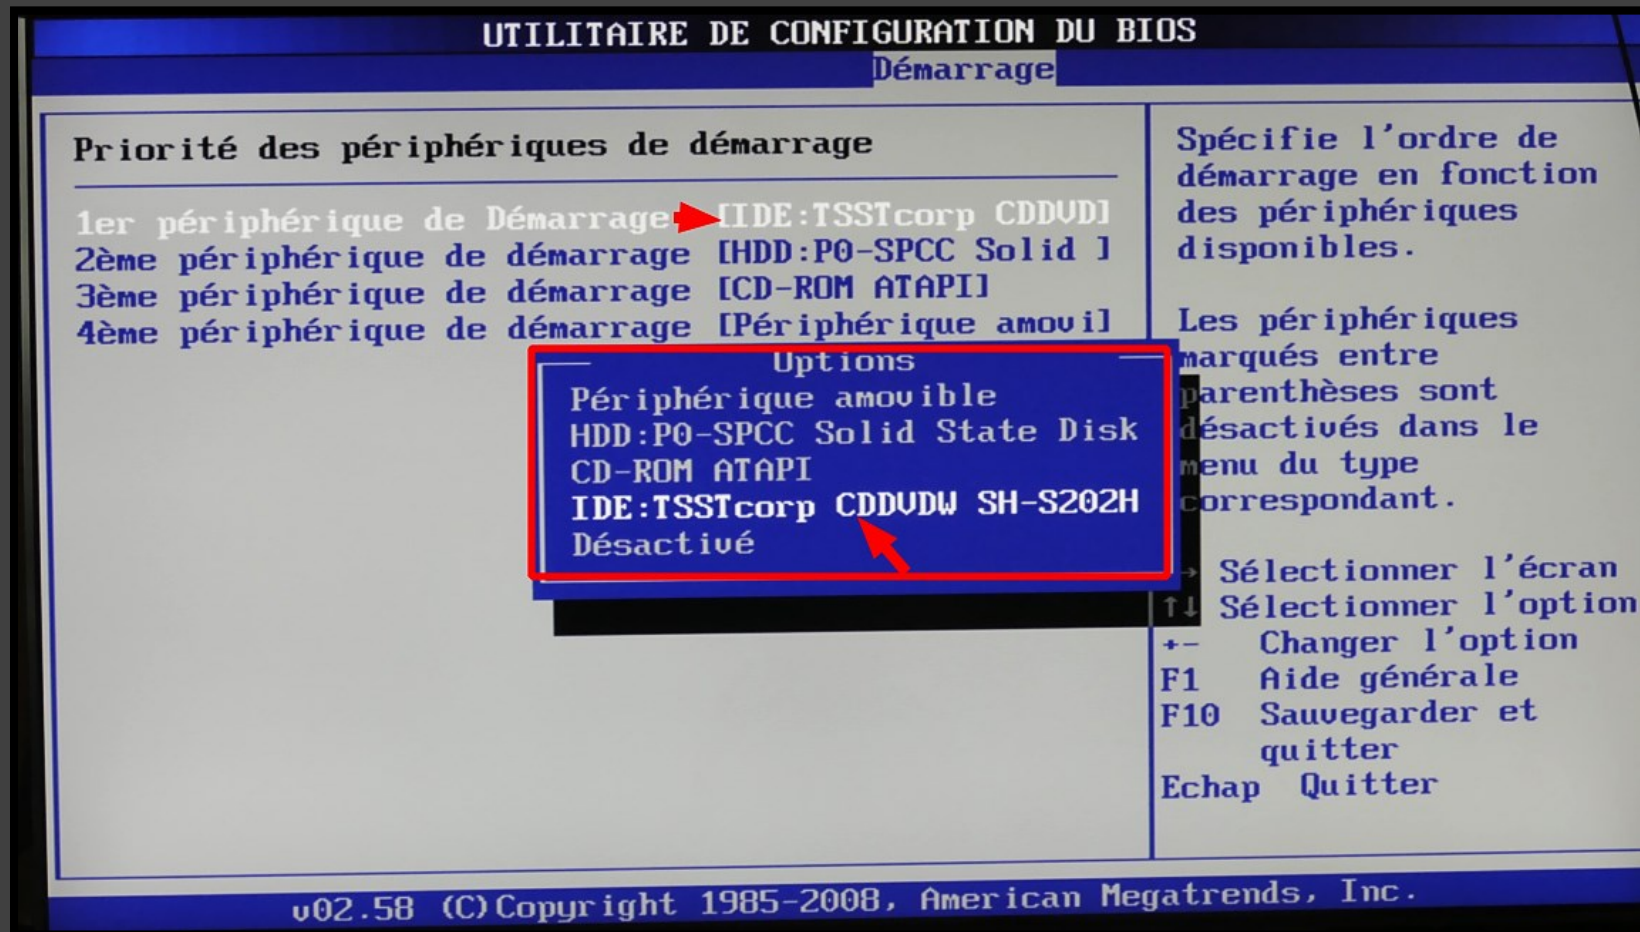 UTILITAIRE DE CONFIGURATION DU BIOS
Démarrage
Priorité des périphériques de démarrage
1er périphérique de Démarrage [IDE:TSSTcorp CDDVD]
2ème périphérique de démarrage [HDD:P0-SPCC Solid ]
3ème périphérique de démarrage [CD-ROM ATAPI]
4ème périphérique de démarrage [Périphérique amovi]
Options
Périphérique amovible
HDD:P0-SPCC Solid State Disk
CD-ROM ATAPI
IDE:TSSTcorp CDDVDW SH-S202H
Désactivé
Spécifie l'ordre de
démarrage en fonction
des périphériques
disponibles.
Les périphériques
marqués entre
parenthèses sont
désactivés dans le
menu du type
correspondant.
→ Sélectionner l'écran
↑↓ Sélectionner l'option
+- Changer l'option
F1 Aide générale
F10 Sauvegarder et
quitter
Echap Quitter
v02.58 (C)Copyright 1985-2008, American Megatrends, Inc.